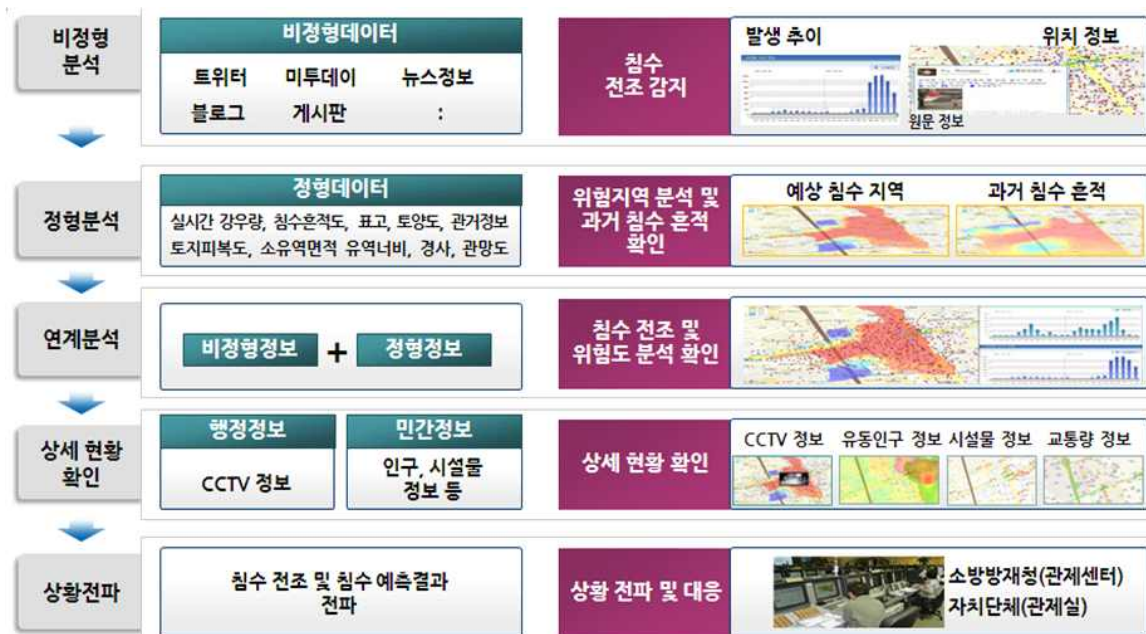 비정형
분석
비정형데이터
트위터 미투데이 뉴스정보
블로그 게시판 :
침수
전조 감지
발생 추이
위치 정보
원문 정보
정형분석
정형데이터
실시간 강우량, 침수흔적도, 표고, 토양도, 관거정보
토지피복도, 소유역면적 유역너비, 경사, 관망도
위험지역 분석 및
과거 침수 흔적
확인
예상 침수 지역
과거 침수 흔적
연계분석
비정형정보 + 정형정보
침수 전조 및
위험도 분석 확인
상세 현황
확인
행정정보
CCTV 정보
민간정보
인구, 시설물
정보 등
상세 현황 확인
CCTV 정보 유동인구 정보 시설물 정보 교통량 정보
상황전파
침수 전조 및 침수 예측결과
전파
상황 전파 및 대응
소방방재청(관제센터)
자치단체(관제실)